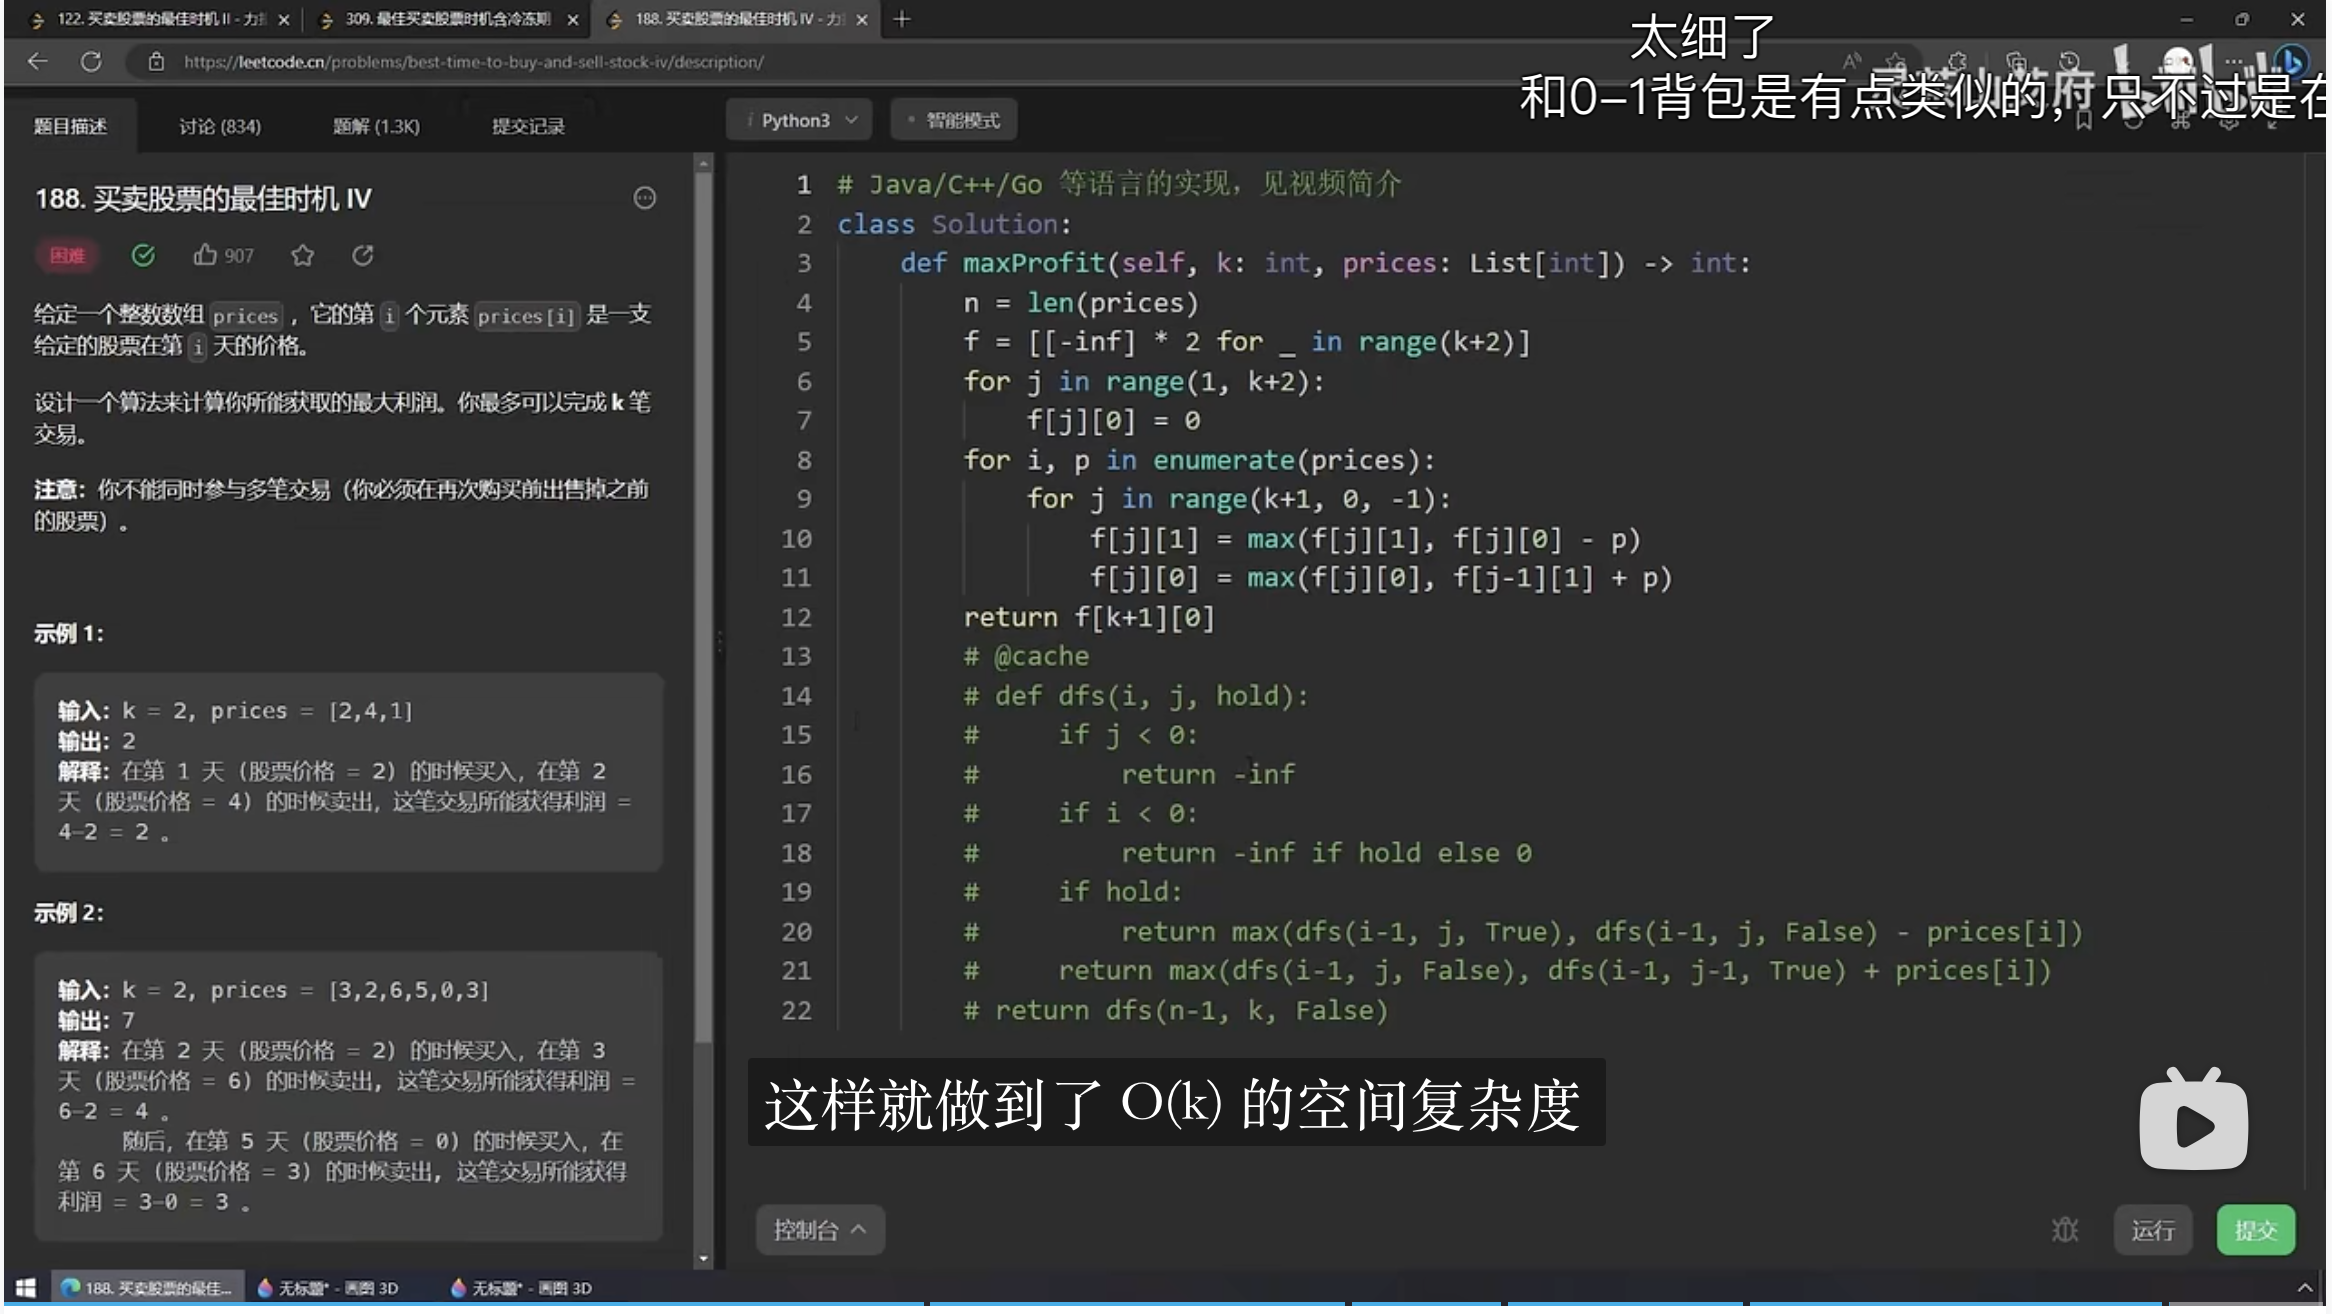 122. 买卖股票的最佳时机 II - 力
309. 最佳买卖股票时机含冷冻期
188. 买卖股票的最佳时机 IV - 力
太细了
https://leetcode.cn/problems/best-time-to-buy-and-sell-stock-iv/description/
和0-1背包是有点类似的，只不过是在
题目描述
讨论 (834)
题解 (1.3K)
提交记录
i Python3
智能模式
188. 买卖股票的最佳时机 IV
困难
907
给定一个整数数组 prices ，它的第 i 个元素 prices[i] 是一支
给定的股票在第 i 天的价格。
设计一个算法来计算你所能获取的最大利润。你最多可以完成 k 笔
交易。
注意：你不能同时参与多笔交易（你必须在再次购买前出售掉之前
的股票）。
示例 1：
输入：k = 2, prices = [2,4,1]
输出：2
解释：在第 1 天 (股票价格 = 2) 的时候买入，在第 2
天 (股票价格 = 4) 的时候卖出，这笔交易所能获得利润 =
4-2 = 2 。
示例 2：
输入：k = 2, prices = [3,2,6,5,0,3]
输出：7
解释：在第 2 天 (股票价格 = 2) 的时候买入，在第 3
天 (股票价格 = 6) 的时候卖出，这笔交易所能获得利润 =
6-2 = 4 。
随后，在第 5 天 (股票价格 = 0) 的时候买入，在
第 6 天 (股票价格 = 3) 的时候卖出，这笔交易所能获得
利润 = 3-0 = 3 。
1 # Java/C++/Go 等语言的实现，见视频简介
2 class Solution:
3     def maxProfit(self, k: int, prices: List[int]) -> int:
4         n = len(prices)
5         f = [[-inf] * 2 for _ in range(k+2)]
6         for j in range(1, k+2):
7             f[j][0] = 0
8         for i, p in enumerate(prices):
9             for j in range(k+1, 0, -1):
10                 f[j][1] = max(f[j][1], f[j][0] - p)
11                 f[j][0] = max(f[j][0], f[j-1][1] + p)
12         return f[k+1][0]
13         # @cache
14         # def dfs(i, j, hold):
15         #     if j < 0:
16         #         return -inf
17         #     if i < 0:
18         #         return -inf if hold else 0
19         #     if hold:
20         #         return max(dfs(i-1, j, True), dfs(i-1, j, False) - prices[i])
21         #     return max(dfs(i-1, j, False), dfs(i-1, j-1, True) + prices[i])
22         # return dfs(n-1, k, False)
这样就做到了 O(k) 的空间复杂度
控制台
运行
提交
188. 买卖股票的最佳...
无标题* - 画图 3D
无标题* - 画图 3D